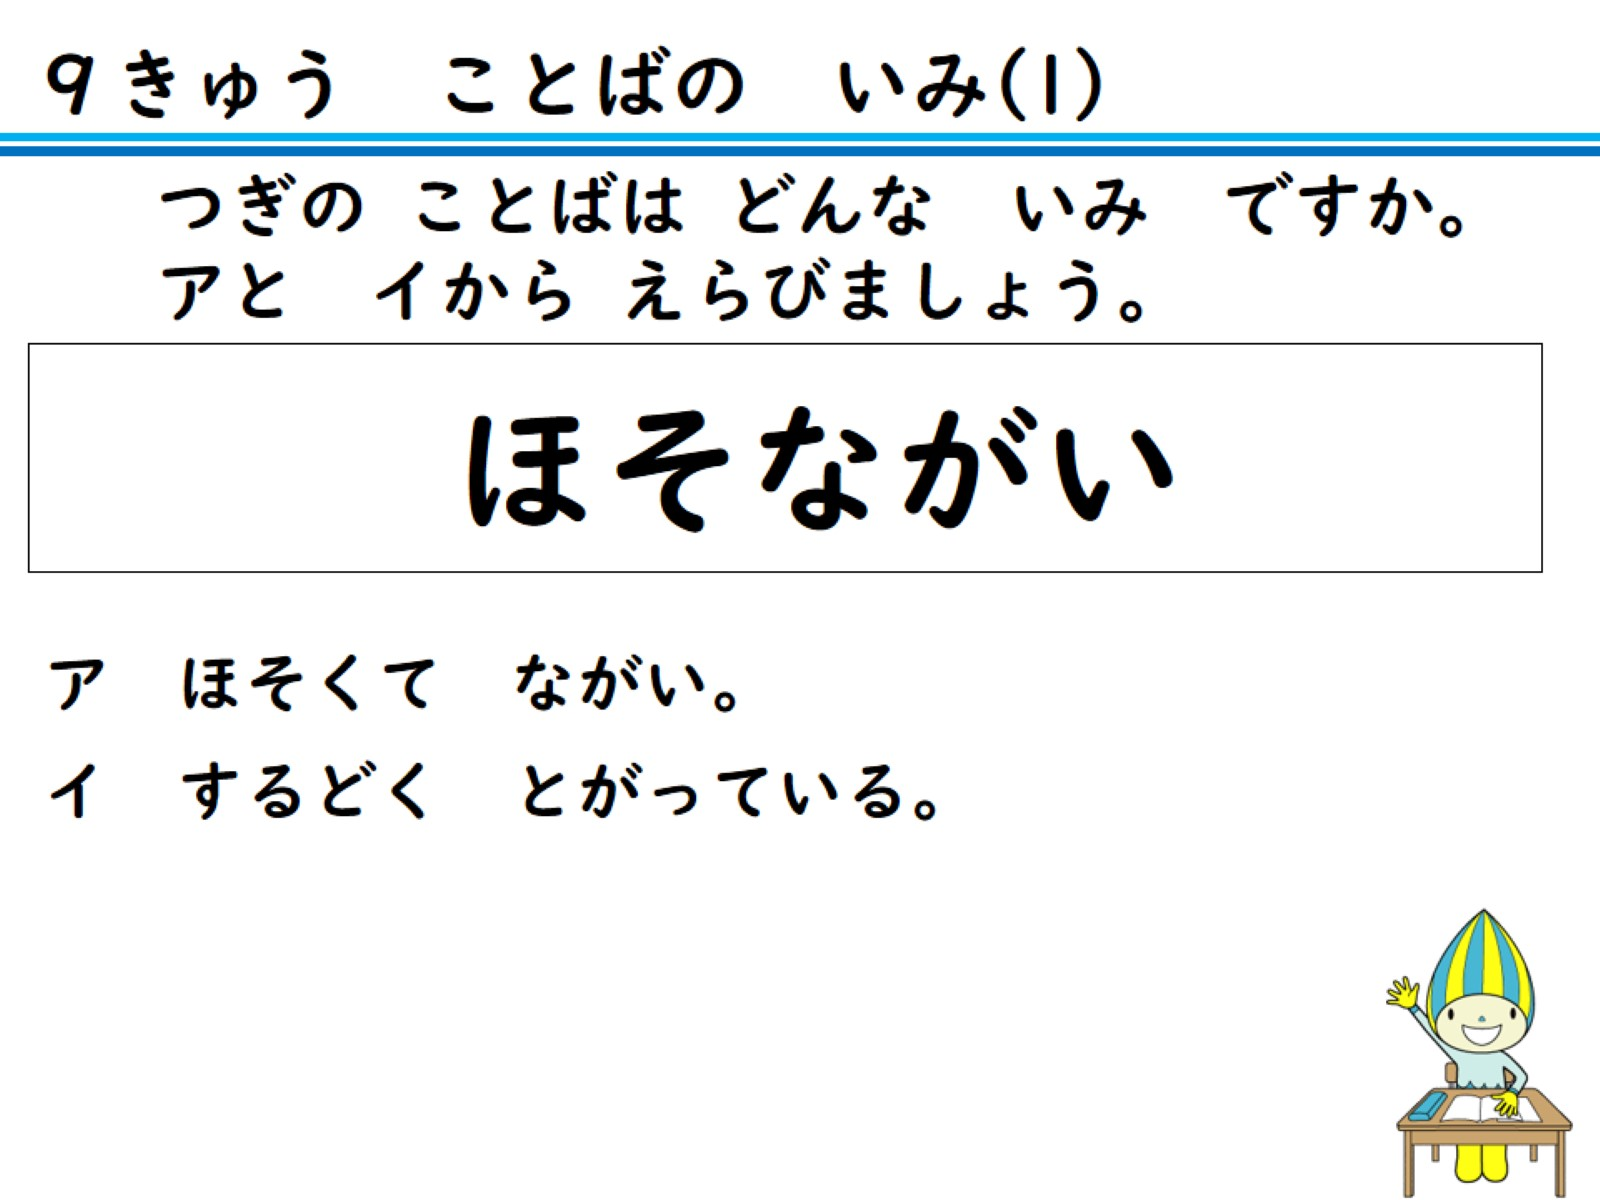 ９きゅう　ことばの　いみ(1)
つぎの ことばは どんな　いみ　ですか。
アと　イから えらびましょう。
ほそながい
ア　ほそくて　ながい。
イ　するどく　とがっている。